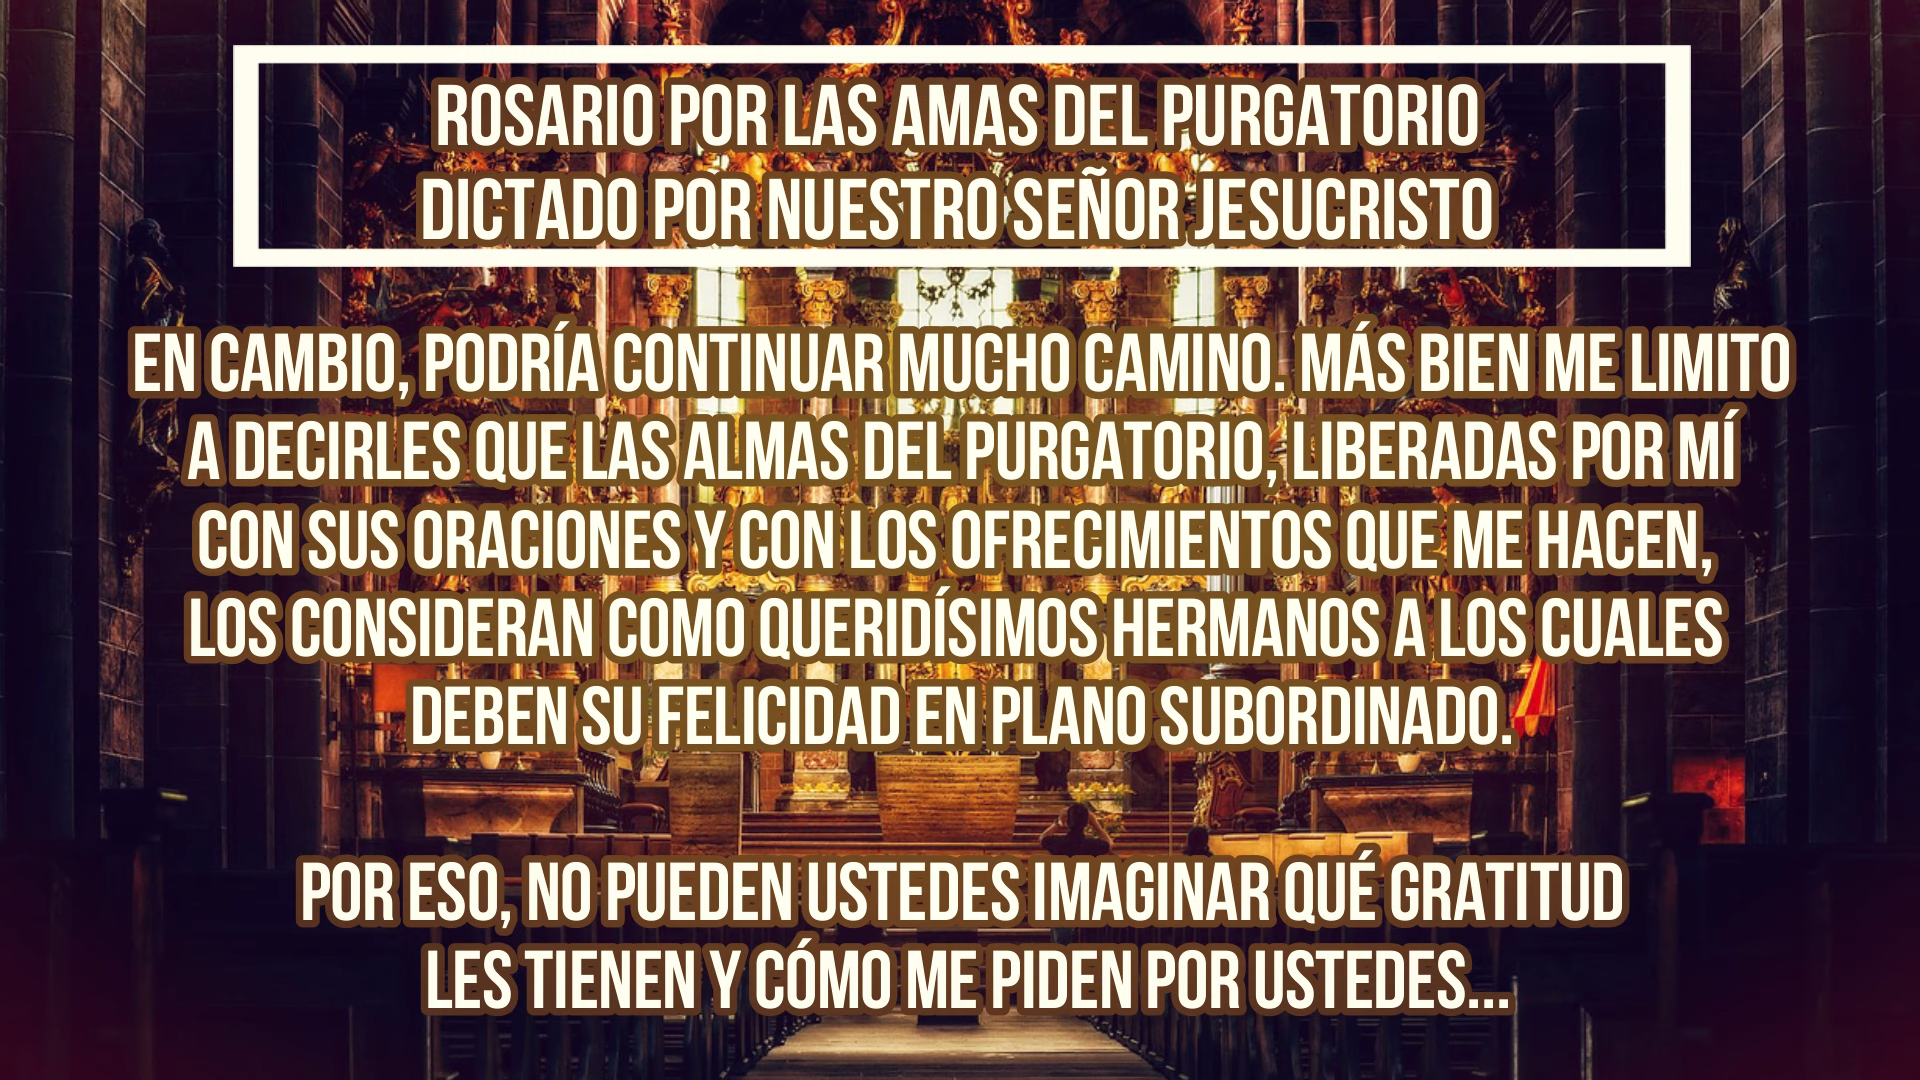 ROSARIO POR LAS AMAS DEL PURGATORIO
DICTADO POR NUESTRO SEÑOR JESUCRISTO
EN CAMBIO, PODRÍA CONTINUAR MUCHO CAMINO. MÁS BIEN ME LIMITO
A DECIRLES QUE LAS ALMAS DEL PURGATORIO, LIBERADAS POR MÍ
CON SUS ORACIONES Y CON LOS OFRECIMIENTOS QUE ME HACEN,
LOS CONSIDERAN COMO QUERIDÍSIMOS HERMANOS A LOS CUALES
DEBEN SU FELICIDAD EN PLANO SUBORDINADO.
POR ESO, NO PUEDEN USTEDES IMAGINAR QUÉ GRATITUD
LES TIENEN Y CÓMO ME PIDEN POR USTEDES...